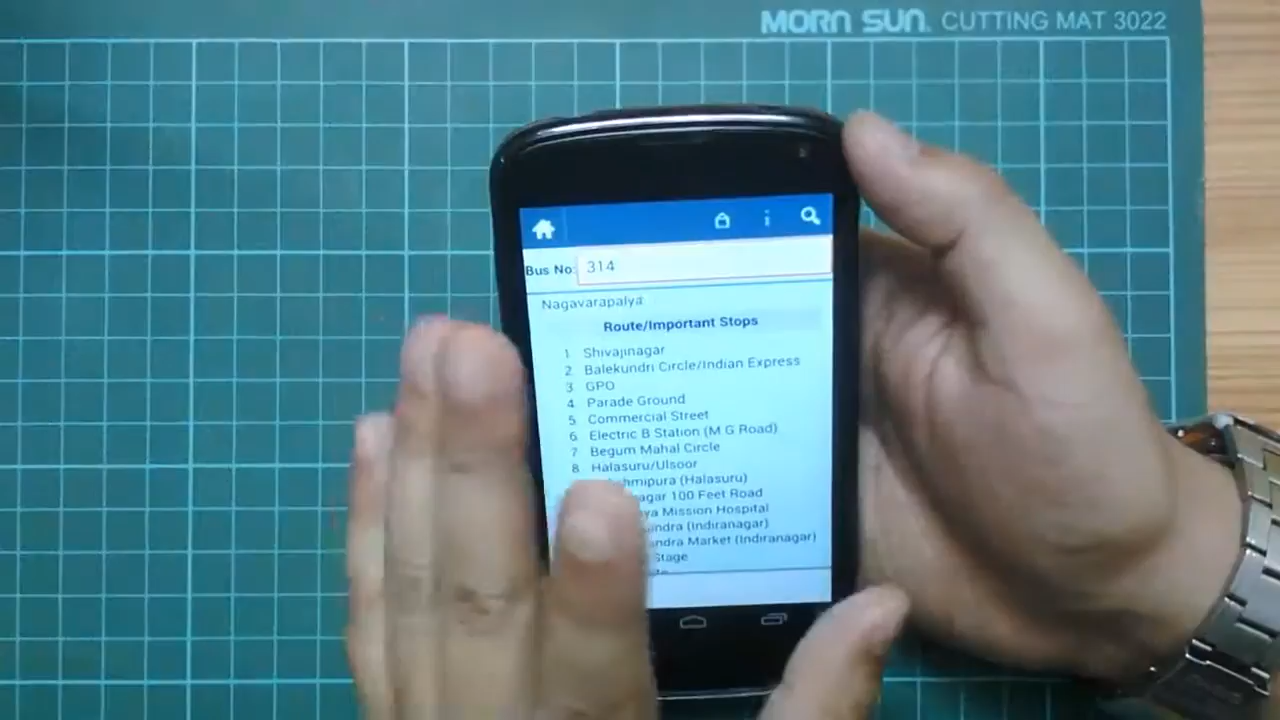 MORN SUN. CUTTING MAT 3022
Bus No: 314
Nagavarapalya
Route/Important Stops
1 Shivajinagar
2 Balekundri Circle/Indian Express
3 GPO
4 Parade Ground
5 Commercial Street
6 Electric B Station (M G Road)
7 Begum Mahal Circle
8 Halasuru/Ulsoor
(Halasuru)
100 Feet Road
Mission Hospital
(Indiranagar)
Market (Indiranagar)
Stage